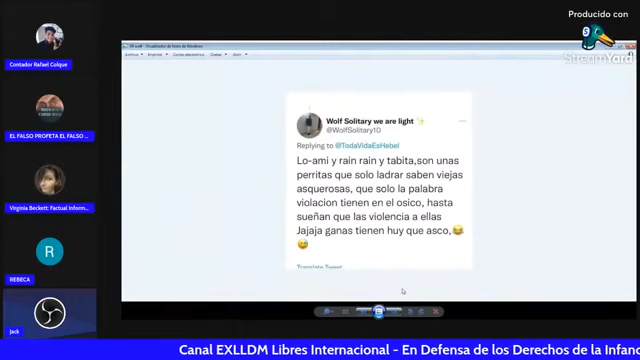 Producido con
StreamYard
Contador Rafael Colque
EL FALSO PROFETA EL FALSO ...
Virginia Beckett: Factual Inform...
REBECA
Jack
Wolf Solitary we are light ✨
@WolfSolitary10
Replying to @TodaVidaEsHebel
Lo-ami y rain rain y tabita,son unas
perritas que solo ladrar saben viejas
asquerosas, que solo la palabra
violacion tienen en el osico, hasta
sueñan que las violencia a ellas
Jajaja ganas tienen huy que asco,😂
😅
Translate Tweet
Canal EXLLDM Libres Internacional - En Defensa de los Derechos de la Infanc